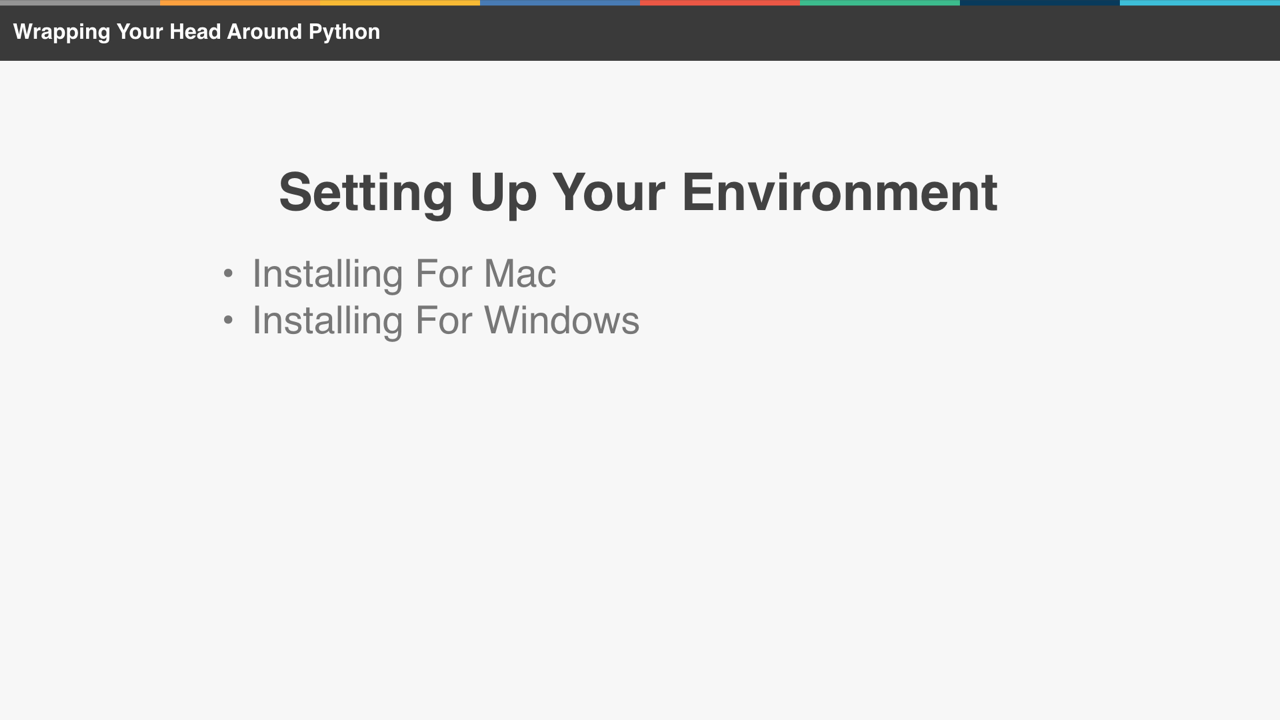 Wrapping Your Head Around Python
Setting Up Your Environment
• Installing For Mac
• Installing For Windows